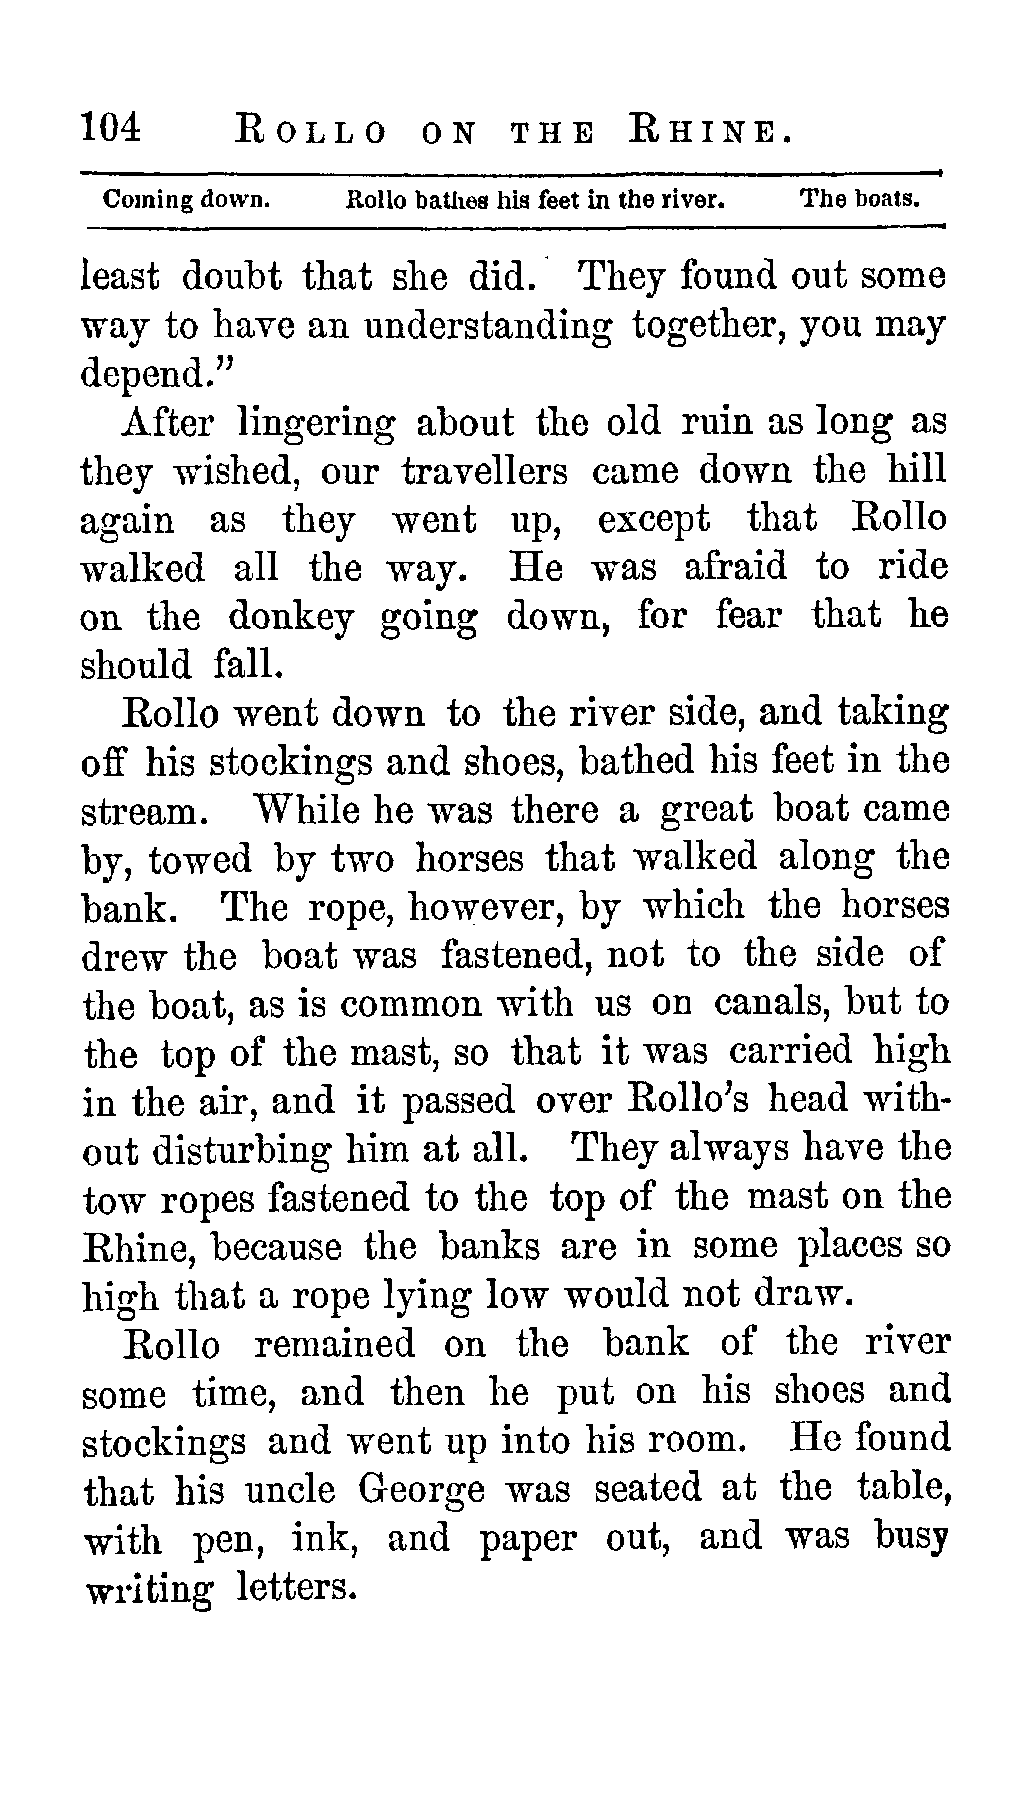 104 ROLLO ON THE RHINE.
Coming down. Rollo bathes his feet in the river. The boats.
least doubt that she did. They found out some
way to have an understanding together, you may
depend.”
After lingering about the old ruin as long as
they wished, our travellers came down the hill
again as they went up, except that Rollo
walked all the way. He was afraid to ride
on the donkey going down, for fear that he
should fall.
Rollo went down to the river side, and taking
off his stockings and shoes, bathed his feet in the
stream. While he was there a great boat came
by, towed by two horses that walked along the
bank. The rope, however, by which the horses
drew the boat was fastened, not to the side of
the boat, as is common with us on canals, but to
the top of the mast, so that it was carried high
in the air, and it passed over Rollo’s head with-
out disturbing him at all. They always have the
tow ropes fastened to the top of the mast on the
Rhine, because the banks are in some places so
high that a rope lying low would not draw.
Rollo remained on the bank of the river
some time, and then he put on his shoes and
stockings and went up into his room. He found
that his uncle George was seated at the table,
with pen, ink, and paper out, and was busy
writing letters.